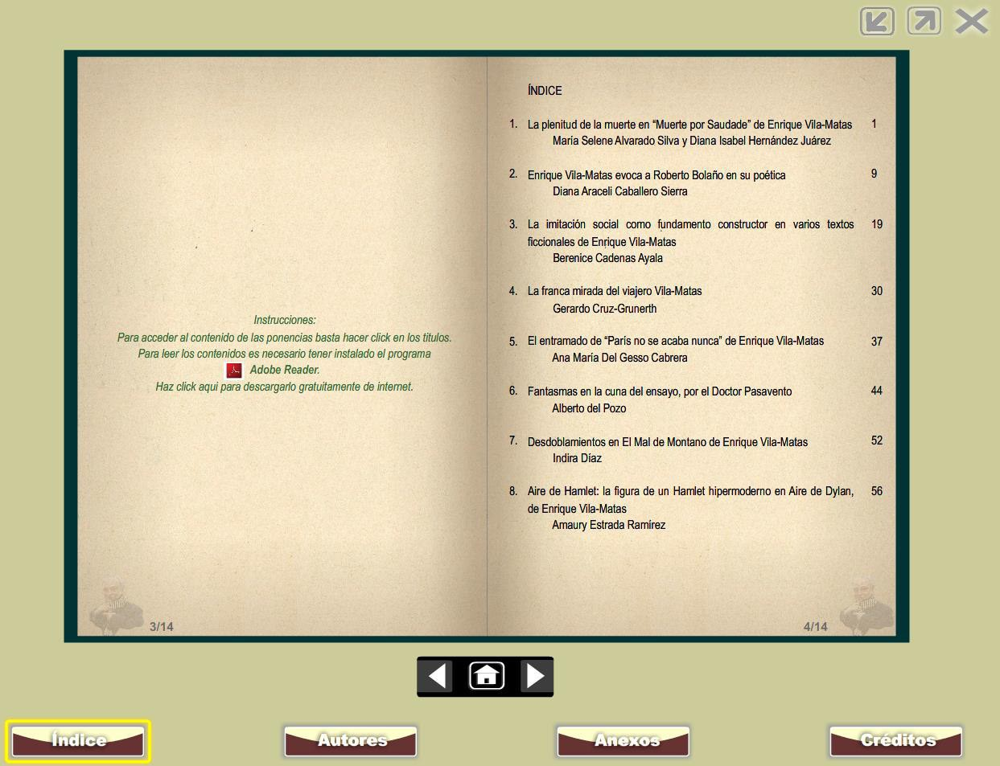 Instrucciones:
Para acceder al contenido de las ponencias basta hacer click en los títulos.
Para leer los contenidos es necesario tener instalado el programa
Adobe Reader.
Haz click aqui para descargarlo gratuitamente de internet.
3/14
ÍNDICE
1. La plenitud de la muerte en “Muerte por Saudade” de Enrique Vila-Matas 1
María Selene Alvarado Silva y Diana Isabel Hernández Juárez
2. Enrique Vila-Matas evoca a Roberto Bolaño en su poética 9
Diana Araceli Caballero Sierra
3. La imitación social como fundamento constructor en varios textos 19
ficcionales de Enrique Vila-Matas
Berenice Cadenas Ayala
4. La franca mirada del viajero Vila-Matas 30
Gerardo Cruz-Grunerth
5. El entramado de “París no se acaba nunca” de Enrique Vila-Matas 37
Ana María Del Gesso Cabrera
6. Fantasmas en la cuna del ensayo, por el Doctor Pasavento 44
Alberto del Pozo
7. Desdoblamientos en El Mal de Montano de Enrique Vila-Matas 52
Indira Díaz
8. Aire de Hamlet: la figura de un Hamlet hipermoderno en Aire de Dylan, 56
de Enrique Vila-Matas
Amaury Estrada Ramírez
4/14
Índice
Autores
Anexos
Créditos